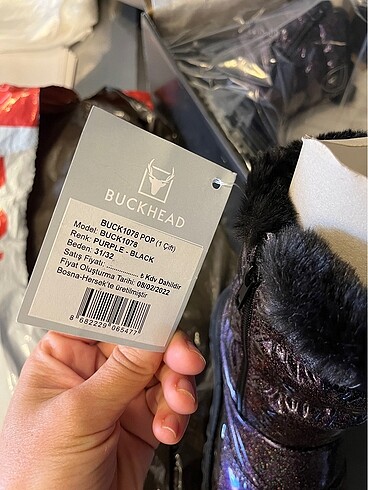 BUCKHEAD
BUCK1078 POP (1 Çift)
Model: BUCK1078
Renk: PURPLE - BLACK
Beden: 31/32
Satış Fiyatı: .................. ₺ Kdv Dahildir
Fiyat Oluşturma Tarihi: 08/02/2022
Bosna-Hersek'te üretilmiştir
8 682229 065477